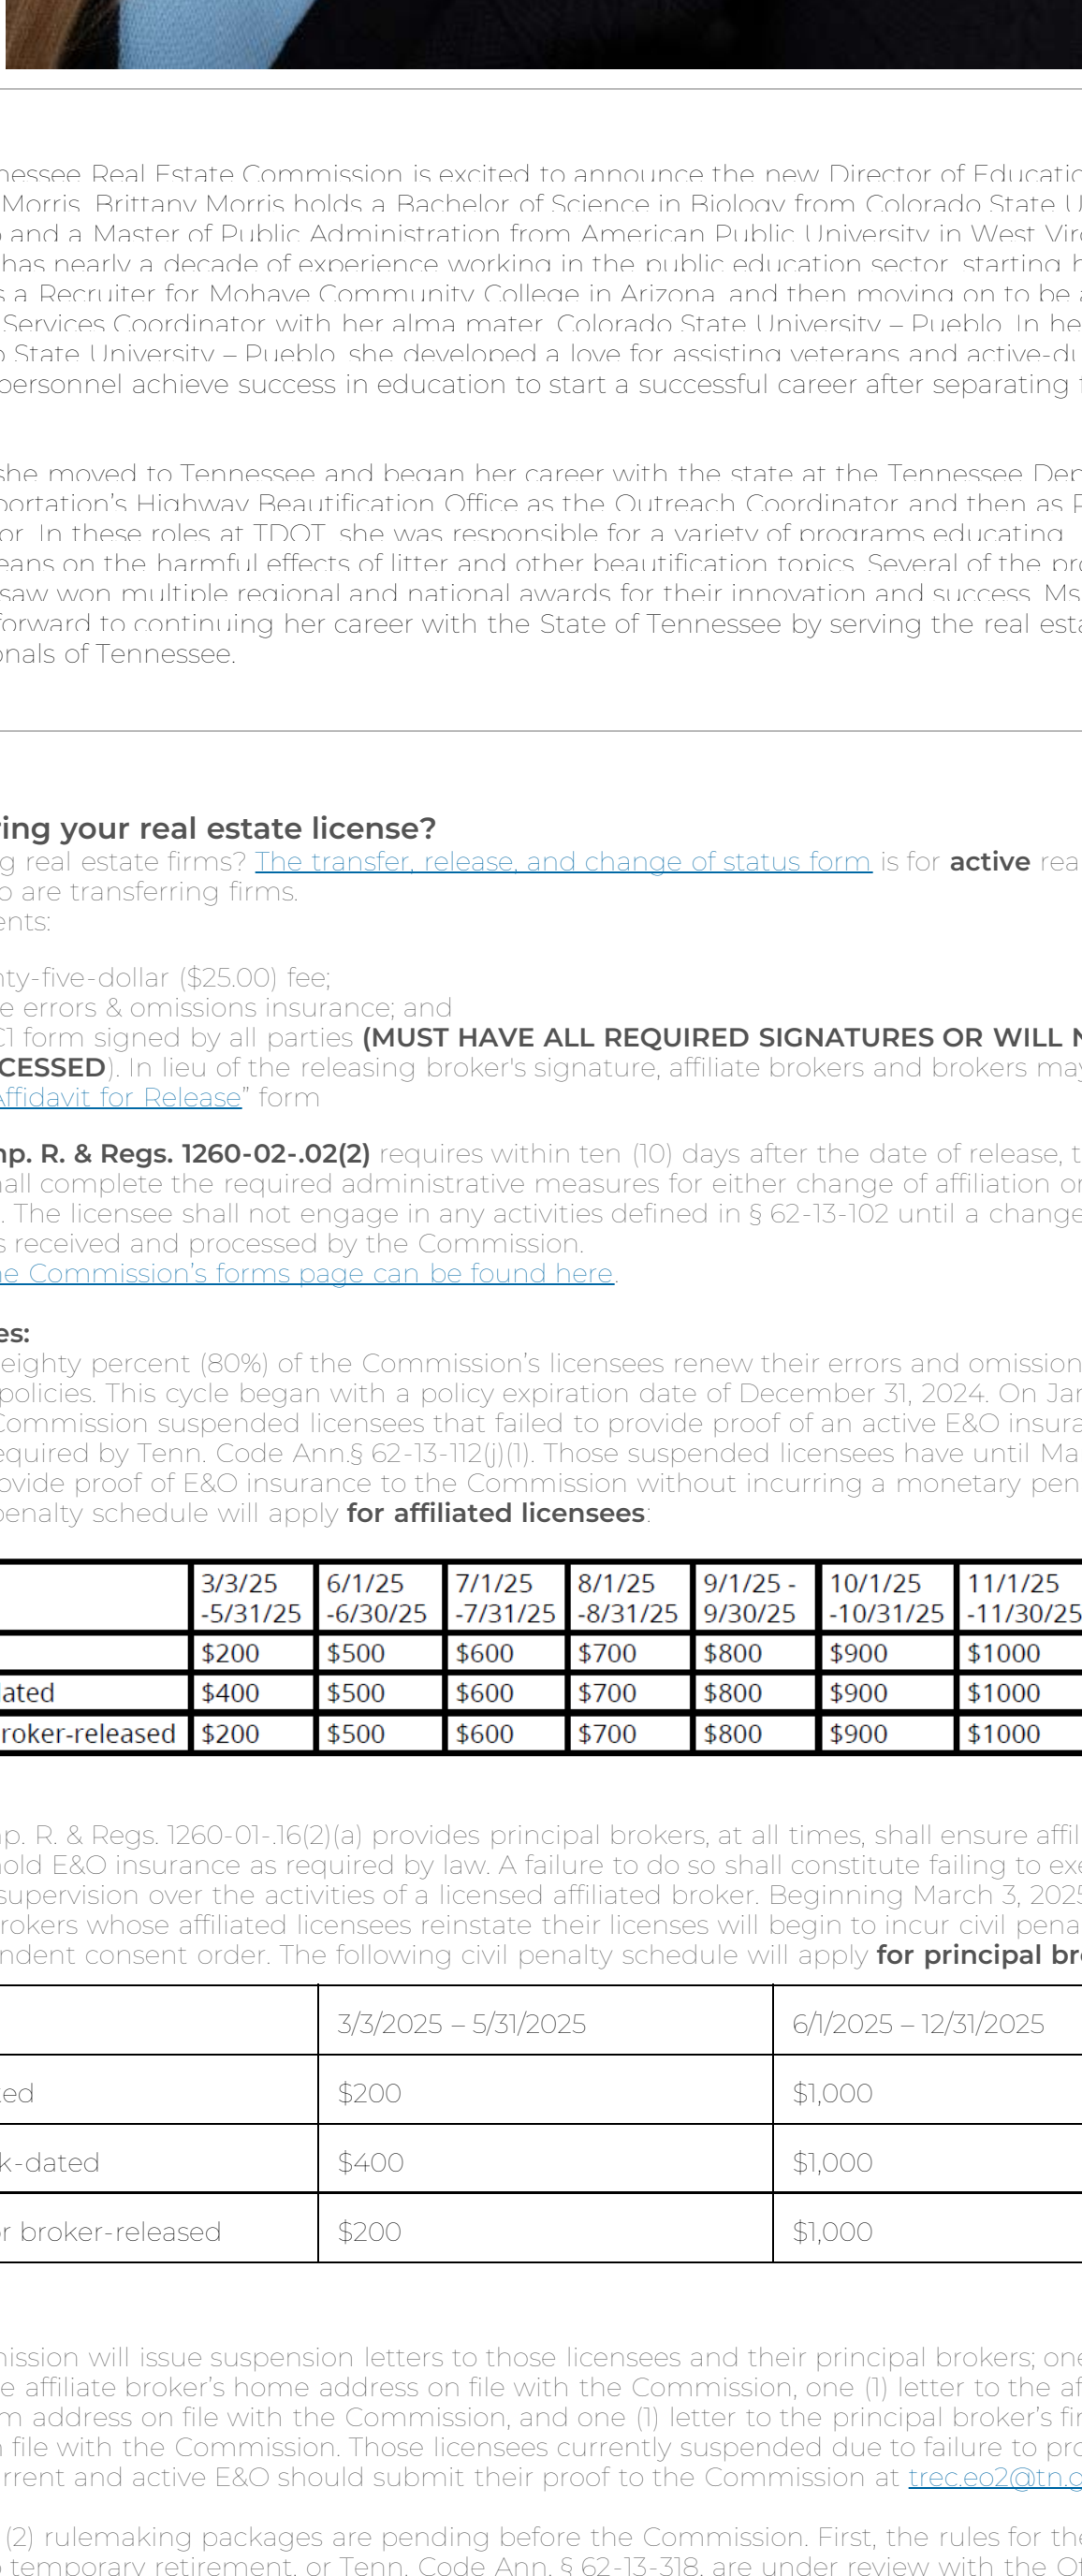 nessee Real Estate Commission is excited to announce the new Director of Educatio
Morris. Brittany Morris holds a Bachelor of Science in Biology from Colorado State U
and a Master of Public Administration from American Public University in West Vir
has nearly a decade of experience working in the public education sector, starting h
s a Recruiter for Mohave Community College in Arizona, and then moving on to be a
Services Coordinator with her alma mater, Colorado State University – Pueblo. In he
o State University – Pueblo, she developed a love for assisting veterans and active-du
personnel achieve success in education to start a successful career after separating f
she moved to Tennessee and began her career with the state at the Tennessee Dep
portation's Highway Beautification Office as the Outreach Coordinator and then as P
or. In these roles at TDOT, she was responsible for a variety of programs educating
eans on the harmful effects of litter and other beautification topics. Several of the pro
saw won multiple regional and national awards for their innovation and success. Ms
forward to continuing her career with the State of Tennessee by serving the real esta
onals of Tennessee.
ring your real estate license?
g real estate firms? The transfer, release, and change of status form is for active rea
o are transferring firms.
ents:
nty-five-dollar ($25.00) fee;
e errors & omissions insurance; and
C1 form signed by all parties (MUST HAVE ALL REQUIRED SIGNATURES OR WILL N
CESSED). In lieu of the releasing broker's signature, affiliate brokers and brokers may
Affidavit for Release” form
mp. R. & Regs. 1260-02-.02(2) requires within ten (10) days after the date of release, t
hall complete the required administrative measures for either change of affiliation or
. The licensee shall not engage in any activities defined in § 62-13-102 until a change
s received and processed by the Commission.
he Commission's forms page can be found here.
es:
eighty percent (80%) of the Commission's licensees renew their errors and omission
policies. This cycle began with a policy expiration date of December 31, 2024. On Jan
Commission suspended licensees that failed to provide proof of an active E&O insura
equired by Tenn. Code Ann.§ 62-13-112(j)(1). Those suspended licensees have until Ma
ovide proof of E&O insurance to the Commission without incurring a monetary pen
penalty schedule will apply for affiliated licensees:
3/3/25 -5/31/25 6/1/25 -6/30/25 7/1/25 -7/31/25 8/1/25 -8/31/25 9/1/25 - 9/30/25 10/1/25 -10/31/25 11/1/25 -11/30/25
$200 $500 $600 $700 $800 $900 $1000
lated $400 $500 $600 $700 $800 $900 $1000
roker-released $200 $500 $600 $700 $800 $900 $1000
mp. R. & Regs. 1260-01-.16(2)(a) provides principal brokers, at all times, shall ensure affil
hold E&O insurance as required by law. A failure to do so shall constitute failing to exe
supervision over the activities of a licensed affiliated broker. Beginning March 3, 2025
rokers whose affiliated licensees reinstate their licenses will begin to incur civil pena
ndent consent order. The following civil penalty schedule will apply for principal bro
3/3/2025 – 5/31/2025 6/1/2025 – 12/31/2025
ted $200 $1,000
k-dated $400 $1,000
or broker-released $200 $1,000
mission will issue suspension letters to those licensees and their principal brokers; one
e affiliate broker's home address on file with the Commission, one (1) letter to the af
m address on file with the Commission, and one (1) letter to the principal broker's fir
n file with the Commission. Those licensees currently suspended due to failure to pro
urrent and active E&O should submit their proof to the Commission at trec.eo2@tn.g
(2) rulemaking packages are pending before the Commission. First, the rules for the
o temporary retirement, or Tenn. Code Ann. § 62-13-318, are under review with the O